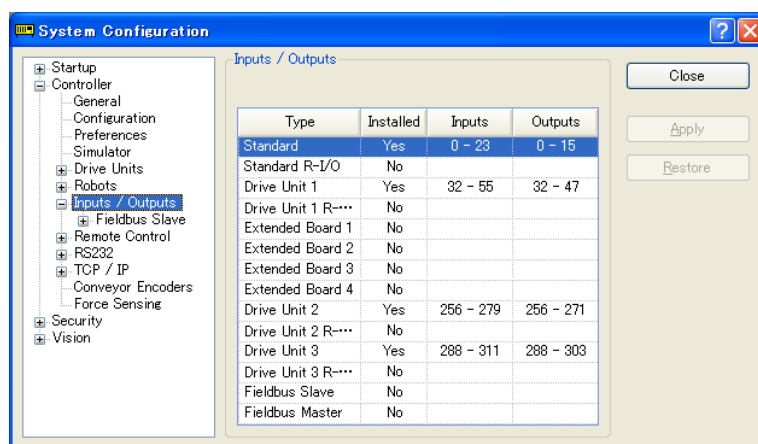 System Configuration
Startup
Controller
General
Configuration
Preferences
Simulator
Drive Units
Robots
Inputs / Outputs
Fieldbus Slave
Remote Control
RS232
TCP / IP
Conveyor Encoders
Force Sensing
Security
Vision
Inputs / Outputs
Type Installed Inputs Outputs
Standard Yes 0 - 23 0 - 15
Standard R-I/O No
Drive Unit 1 Yes 32 - 55 32 - 47
Drive Unit 1 R-··· No
Extended Board 1 No
Extended Board 2 No
Extended Board 3 No
Extended Board 4 No
Drive Unit 2 Yes 256 - 279 256 - 271
Drive Unit 2 R-··· No
Drive Unit 3 Yes 288 - 311 288 - 303
Drive Unit 3 R-··· No
Fieldbus Slave No
Fieldbus Master No
Close
Apply
Restore